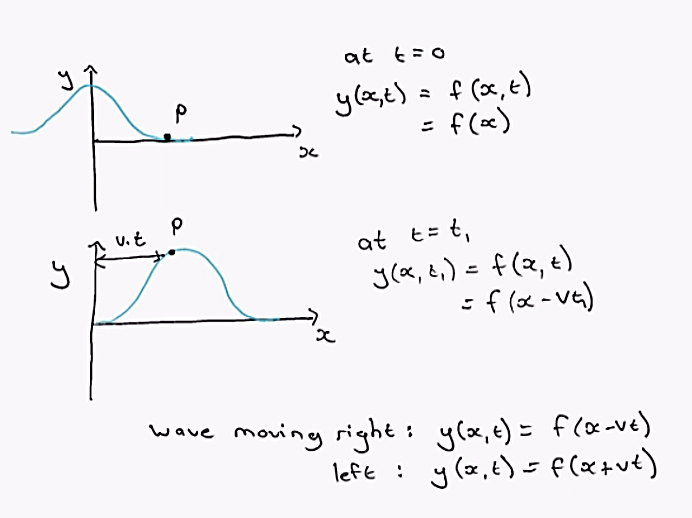 at t = 0
y
P
y(x,t) = f(x,t)
= f(x)
x
v.t
P
at t = t₁
y
y(x,t₁) = f(x,t)
= f(x-vt₁)
x
wave moving right : y(x,t) = f(x-vt)
left : y(x,t) = f(x+vt)